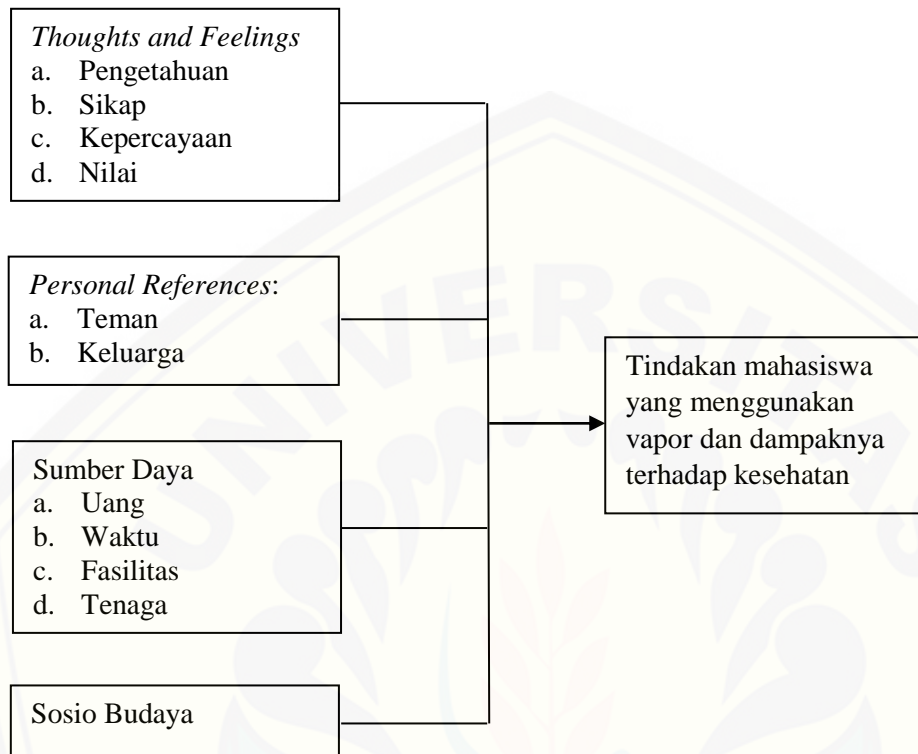 Thoughts and Feelings
a. Pengetahuan
b. Sikap
c. Kepercayaan
d. Nilai
Personal References:
a. Teman
b. Keluarga
Sumber Daya
a. Uang
b. Waktu
c. Fasilitas
d. Tenaga
Sosio Budaya
Tindakan mahasiswa
yang menggunakan
vapor dan dampaknya
terhadap kesehatan
UNIVERSITAS